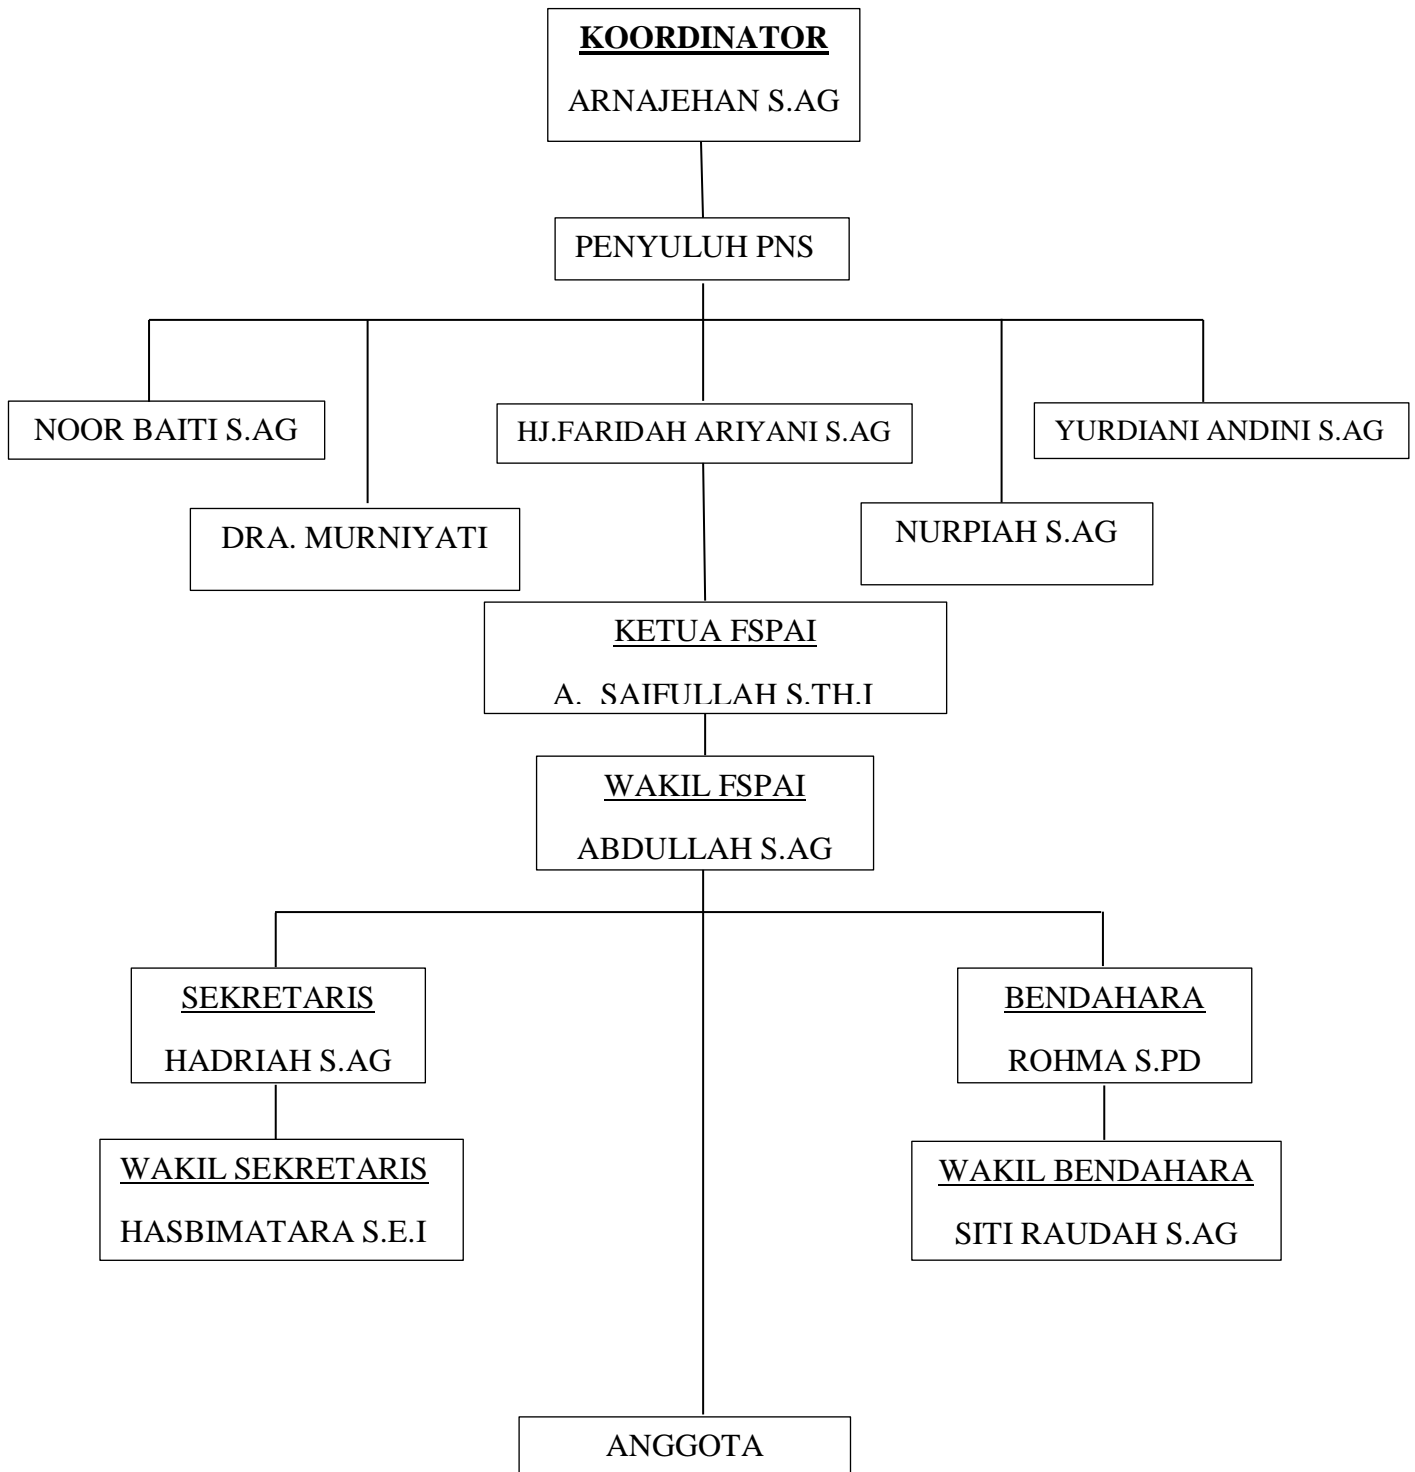 KOORDINATOR
ARNAJEHAN S.AG
PENYULUH PNS
NOOR BAITI S.AG
HJ.FARIDAH ARIYANI S.AG
YURDIANI ANDINI S.AG
DRA. MURNIYATI
NURPIAH S.AG
KETUA FSPAI
A. SAIFULLAH S.TH.I
WAKIL FSPAI
ABDULLAH S.AG
SEKRETARIS
HADRIAH S.AG
BENDAHARA
ROHMA S.PD
WAKIL SEKRETARIS
HASBIMATARA S.E.I
WAKIL BENDAHARA
SITI RAUDAH S.AG
ANGGOTA